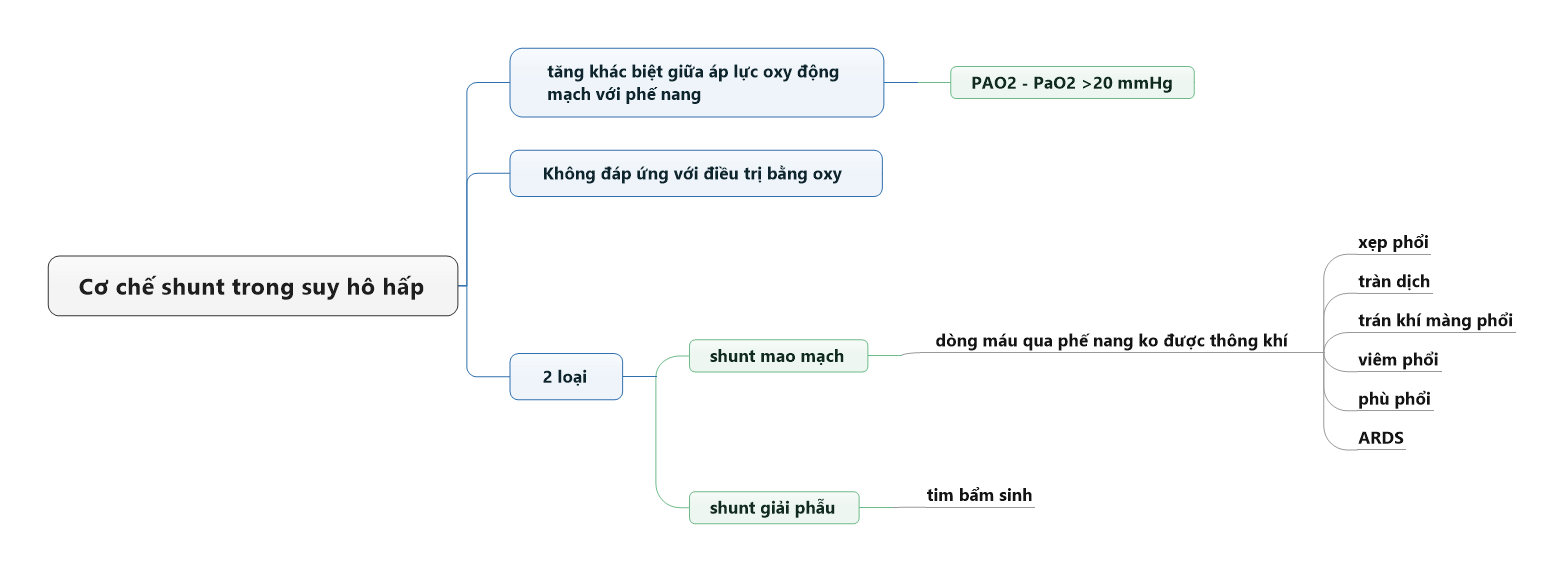 Cơ chế shunt trong suy hô hấp
tăng khác biệt giữa áp lực oxy động
mạch với phế nang
PAO2 - PaO2 >20 mmHg
Không đáp ứng với điều trị bằng oxy
2 loại
shunt mao mạch
dòng máu qua phế nang ko được thông khí
xẹp phổi
tràn dịch
trán khí màng phổi
viêm phổi
phù phổi
ARDS
shunt giải phẫu
tim bẩm sinh